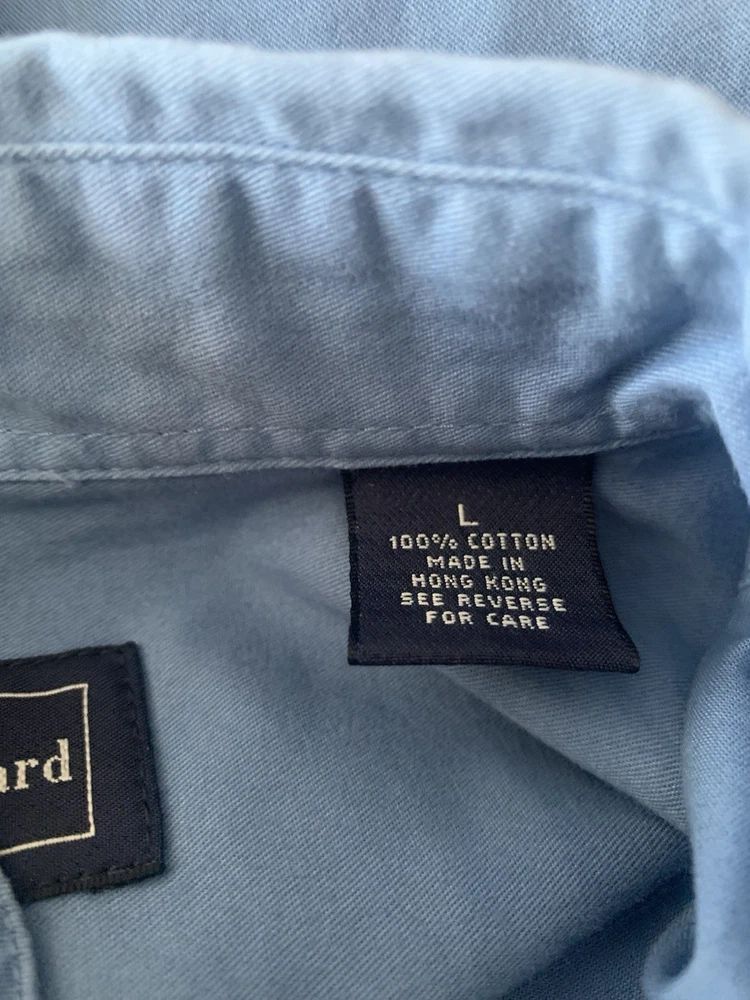 L
100% COTTON
MADE IN
HONG KONG
SEE REVERSE
FOR CARE
ard